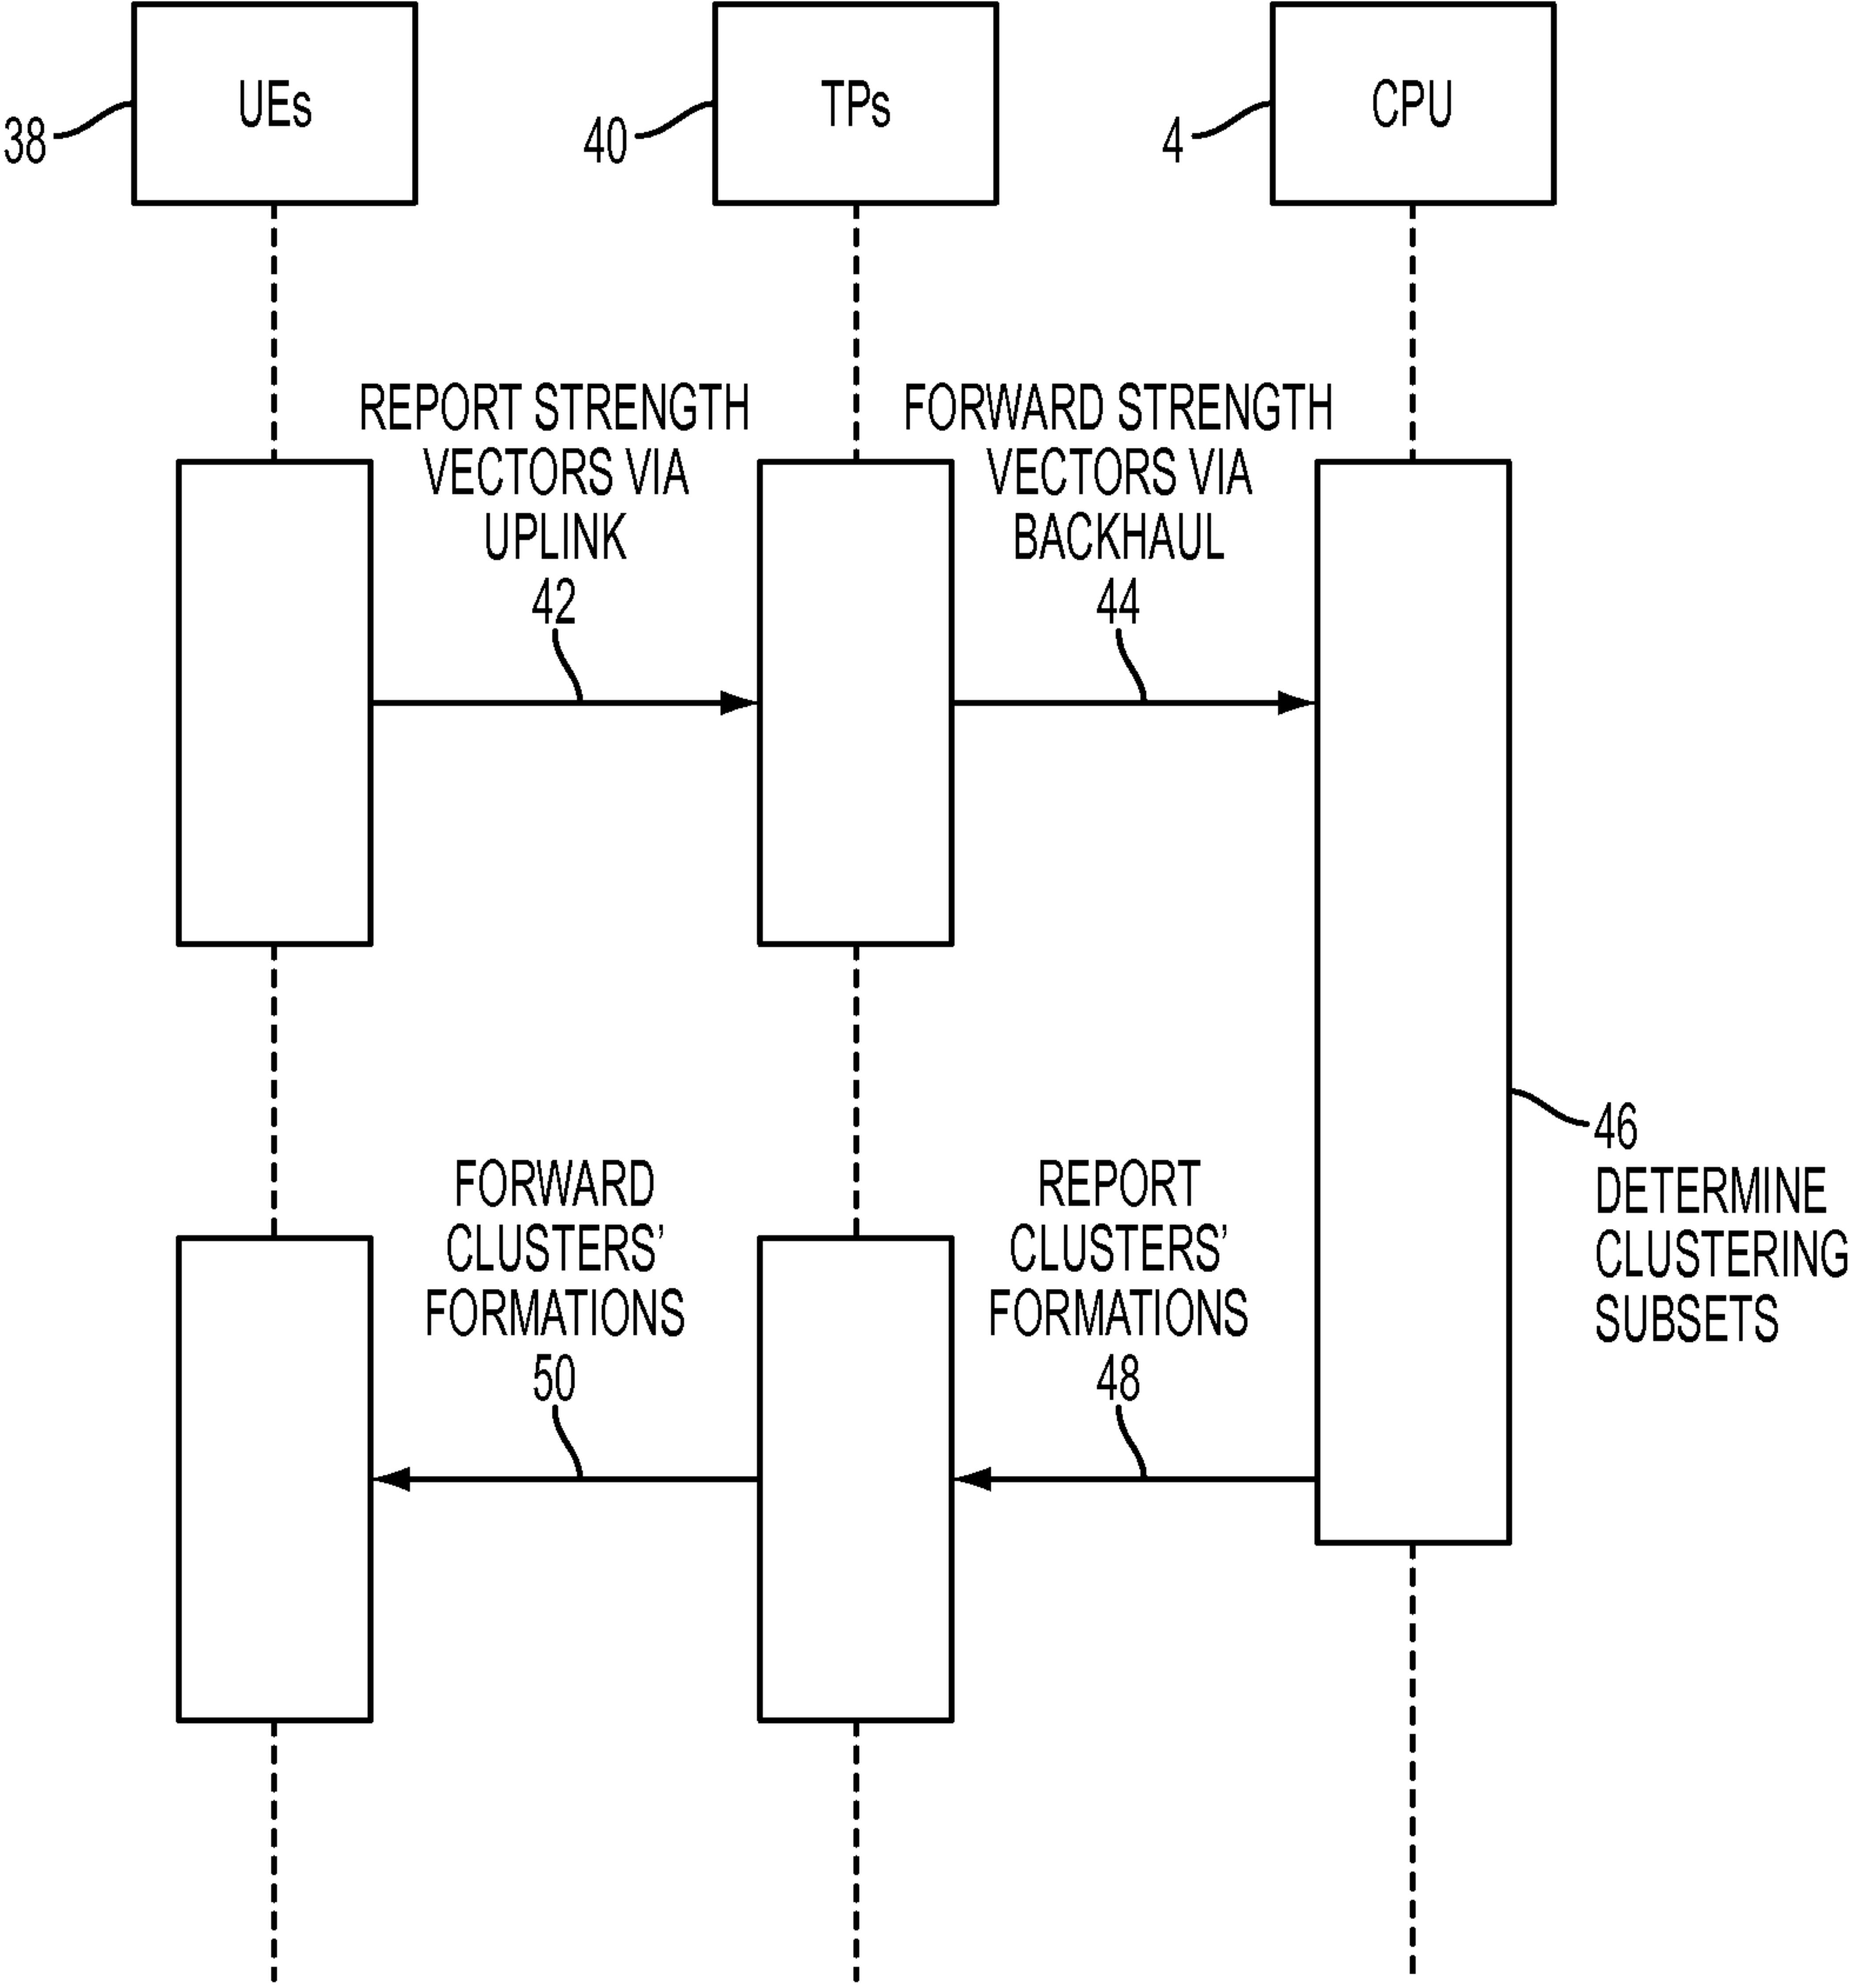 UEs
TPs
CPU
38
40
4
REPORT STRENGTH
VECTORS VIA
UPLINK
42
FORWARD STRENGTH
VECTORS VIA
BACKHAUL
44
46
DETERMINE
CLUSTERING
SUBSETS
FORWARD
CLUSTERS’
FORMATIONS
50
REPORT
CLUSTERS’
FORMATIONS
48